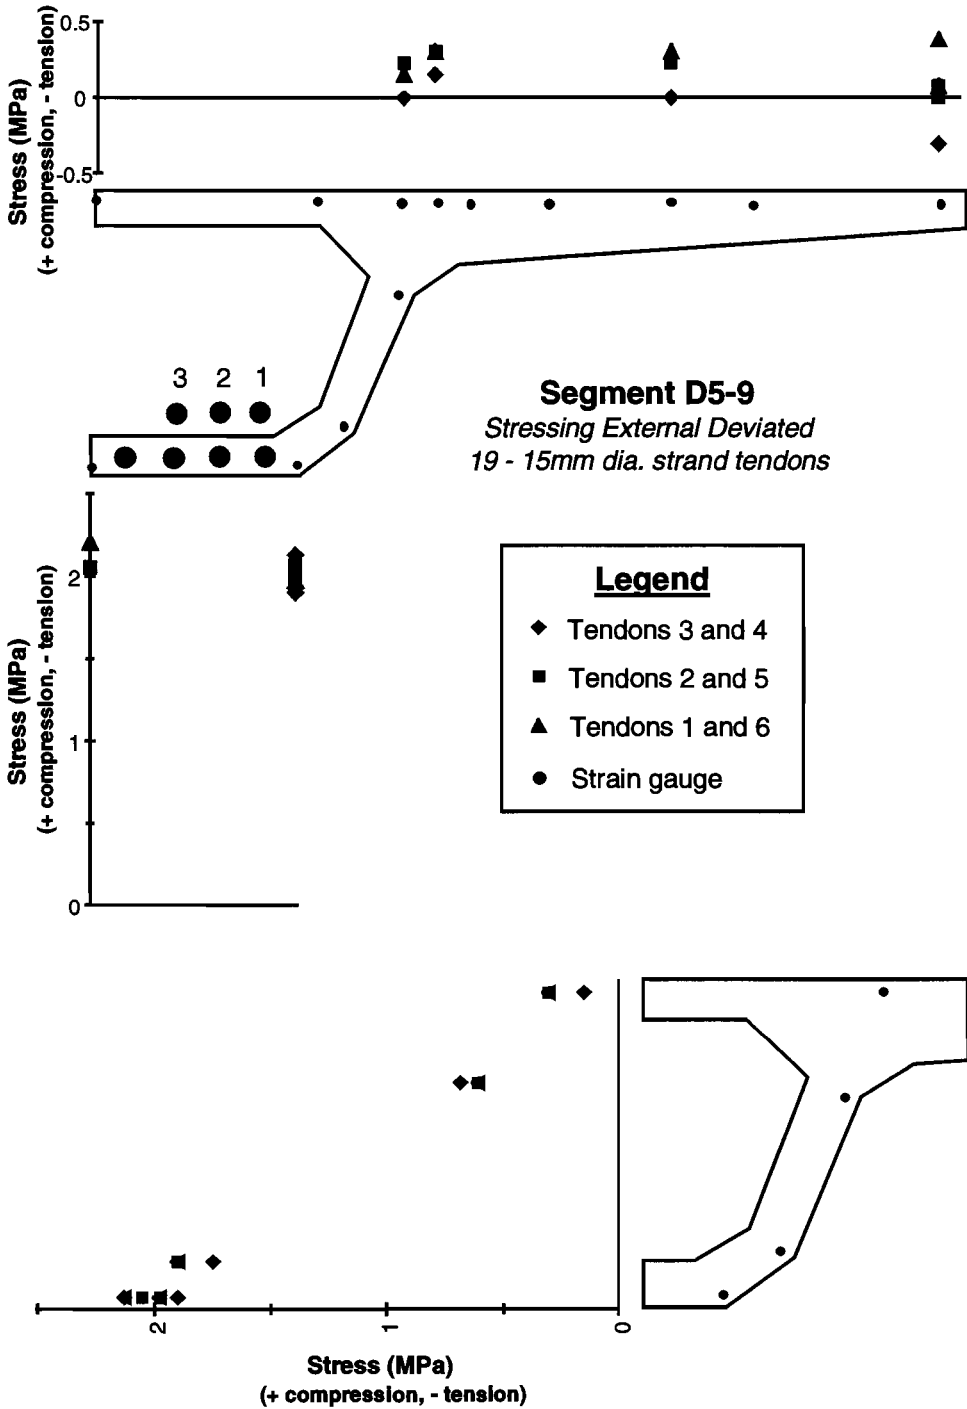 0.5
0
-0.5
Stress (MPa)
(+ compression, - tension)
3 2 1
Segment D5-9
Stressing External Deviated
19 - 15mm dia. strand tendons
2
1
0
Stress (MPa)
(+ compression, - tension)
Legend
Tendons 3 and 4
Tendons 2 and 5
Tendons 1 and 6
Strain gauge
2 1 0
Stress (MPa)
(+ compression, - tension)